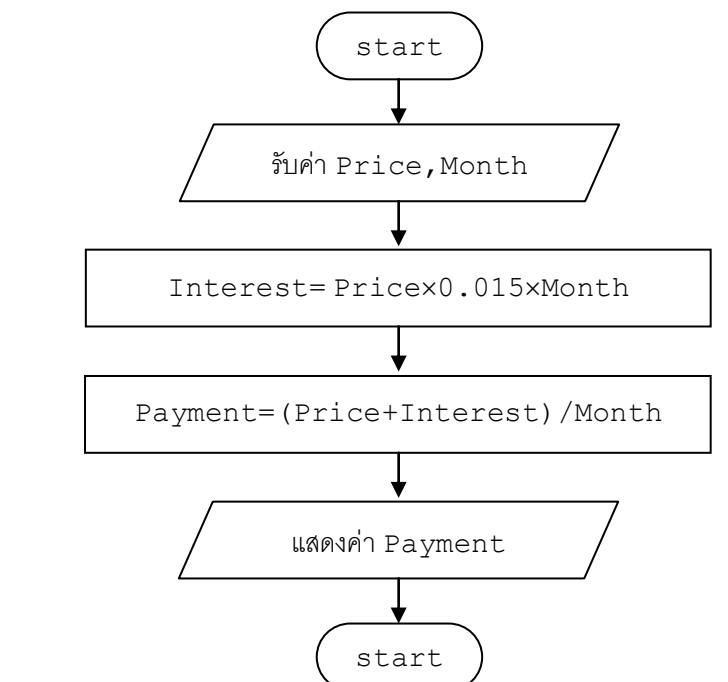 start
รับค่า Price,Month
Interest=Price×0.015×Month
Payment=(Price+Interest)/Month
แสดงค่า Payment
start